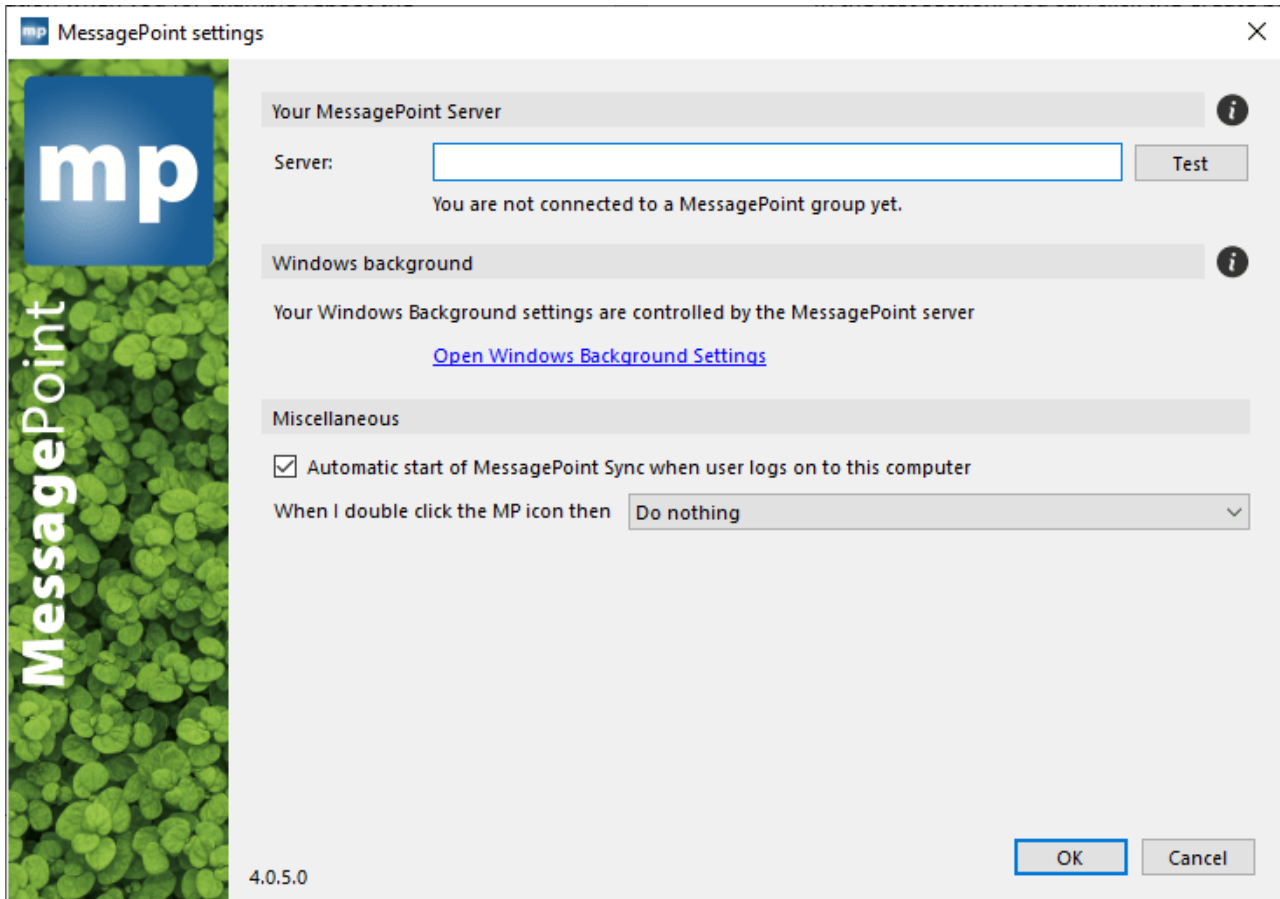 MessagePoint settings
mp
MessagePoint
Your MessagePoint Server
Server:
Test
You are not connected to a MessagePoint group yet.
Windows background
Your Windows Background settings are controlled by the MessagePoint server
Open Windows Background Settings
Miscellaneous
Automatic start of MessagePoint Sync when user logs on to this computer
When I double click the MP icon then Do nothing
OK Cancel
4.0.5.0